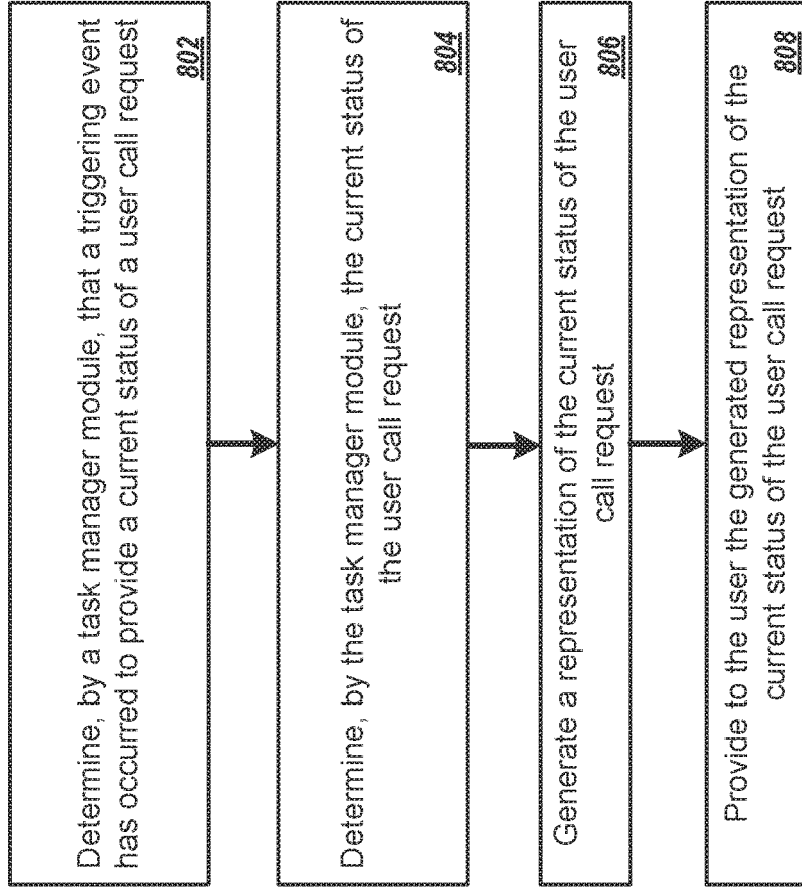 Determine, by a task manager module, that a triggering event
has occurred to provide a current status of a user call request
802
Determine, by the task manager module, the current status of
the user call request
804
Generate a representation of the current status of the user
call request
806
Provide to the user the generated representation of the
current status of the user call request
808